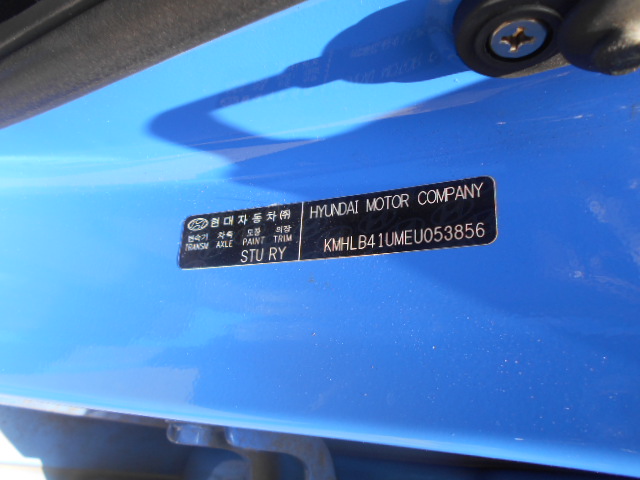 현대자동차(주)
변속기 차축 도장 의장
TRANSM AXLE PAINT TRIM
STU RY
HYUNDAI MOTOR COMPANY
KMHLB41UMEU053856